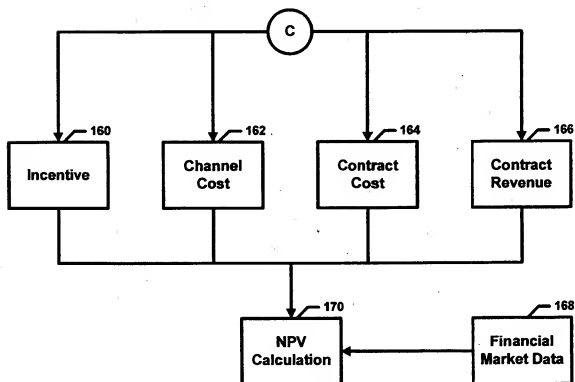 C
160
162
164
166
Incentive
Channel
Cost
Contract
Cost
Contract
Revenue
170
168
NPV
Calculation
Financial
Market Data